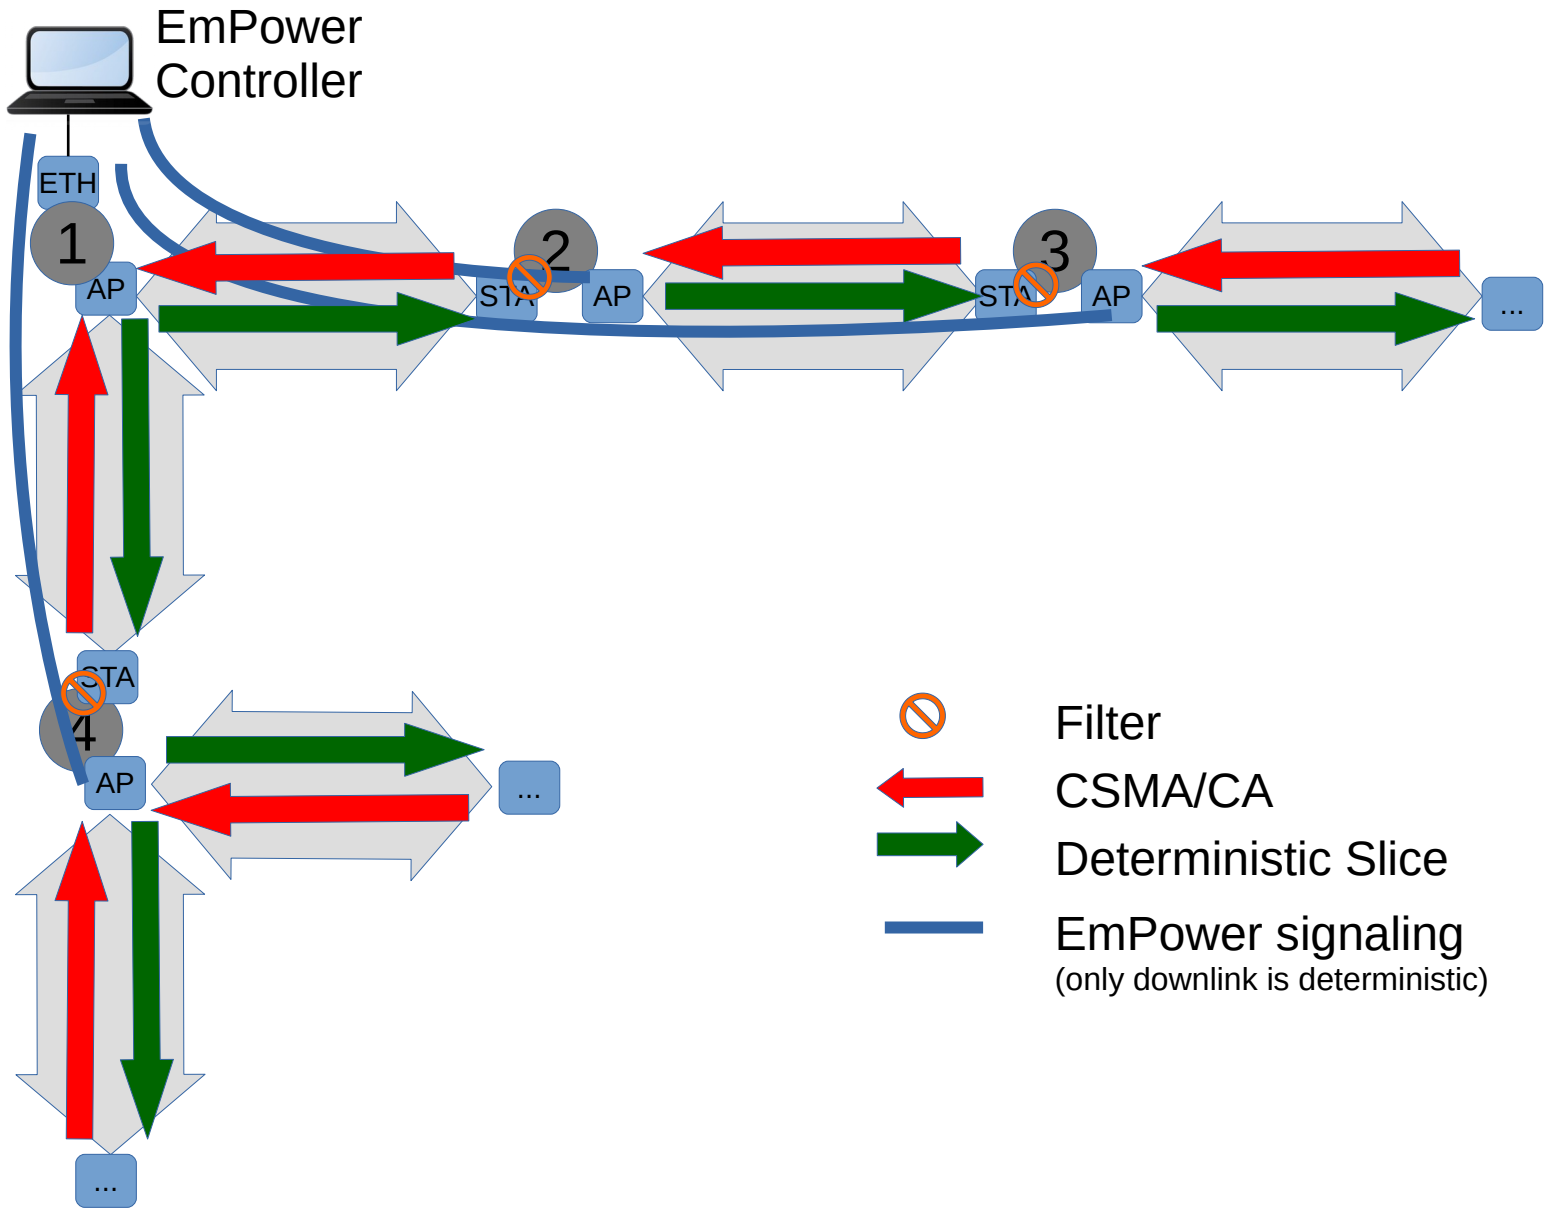 EmPower
Controller
ETH
1
AP
STA
2
AP
STA
3
AP
...
STA
4
AP
...
...
Filter
CSMA/CA
Deterministic Slice
EmPower signaling
(only downlink is deterministic)